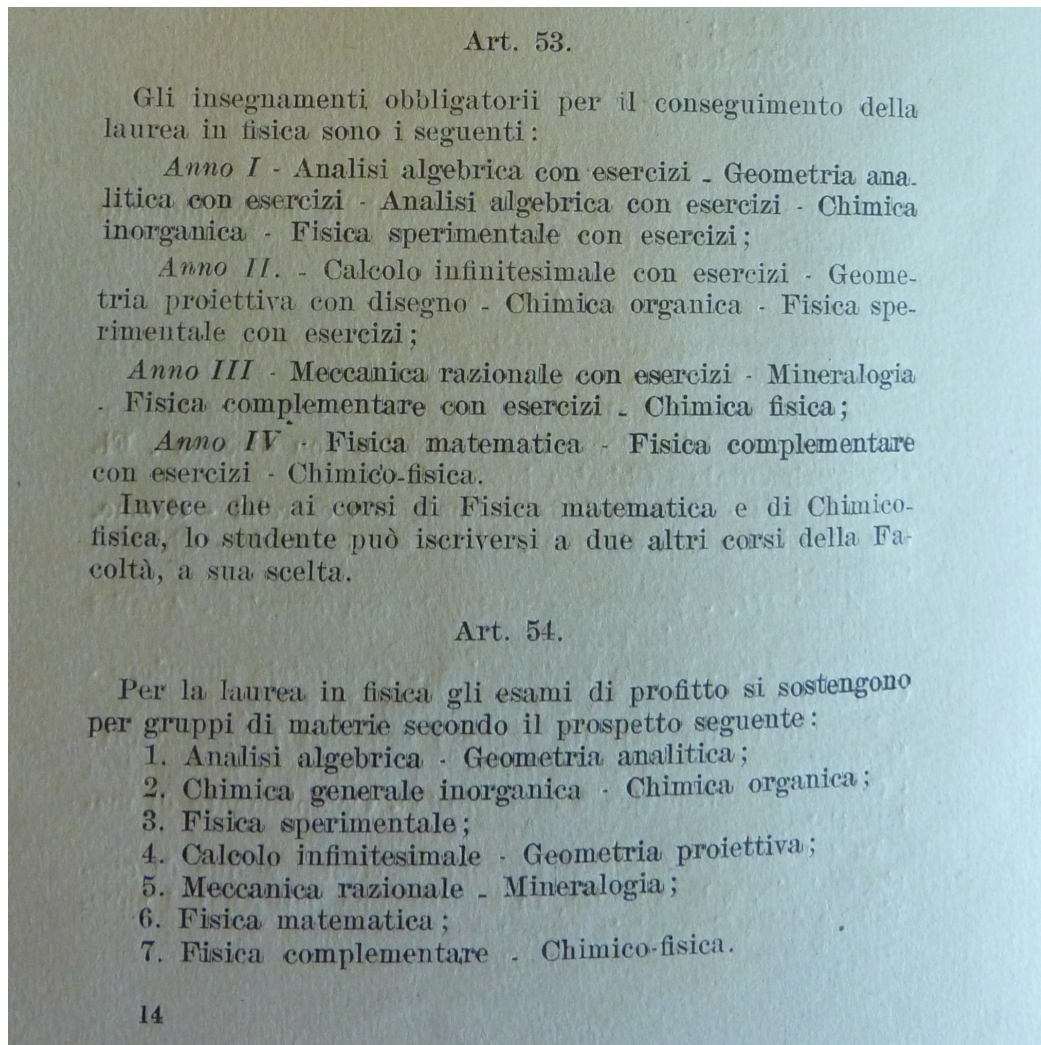 Art. 53.
Gli insegnamenti obbligatorii per il conseguimento della
laurea in fisica sono i seguenti :
Anno I - Analisi algebrica con esercizi - Geometria ana-
litica con esercizi - Analisi algebrica con esercizi - Chimica
inorganica - Fisica sperimentale con esercizi ;
Anno II. - Calcolo infinitesimale con esercizi - Geome-
tria proiettiva con disegno - Chimica organica - Fisica spe-
rimentale con esercizi ;
Anno III - Meccanica razionale con esercizi - Mineralogia
- Fisica complementare con esercizi - Chimica fisica ;
Anno IV - Fisica matematica - Fisica complementare
con esercizi - Chimico-fisica.
Invece che ai corsi di Fisica matematica e di Chimico-
fisica, lo studente può iscriversi a due altri corsi della Fa-
coltà, a sua scelta.
Art. 54.
Per la laurea in fisica gli esami di profitto si sostengono
per gruppi di materie secondo il prospetto seguente :
1. Analisi algebrica - Geometria analitica ;
2. Chimica generale inorganica - Chimica organica ;
3. Fisica sperimentale ;
4. Calcolo infinitesimale - Geometria proiettiva ;
5. Meccanica razionale - Mineralogia ;
6. Fisica matematica ;
7. Fisica complementare - Chimico-fisica.
14